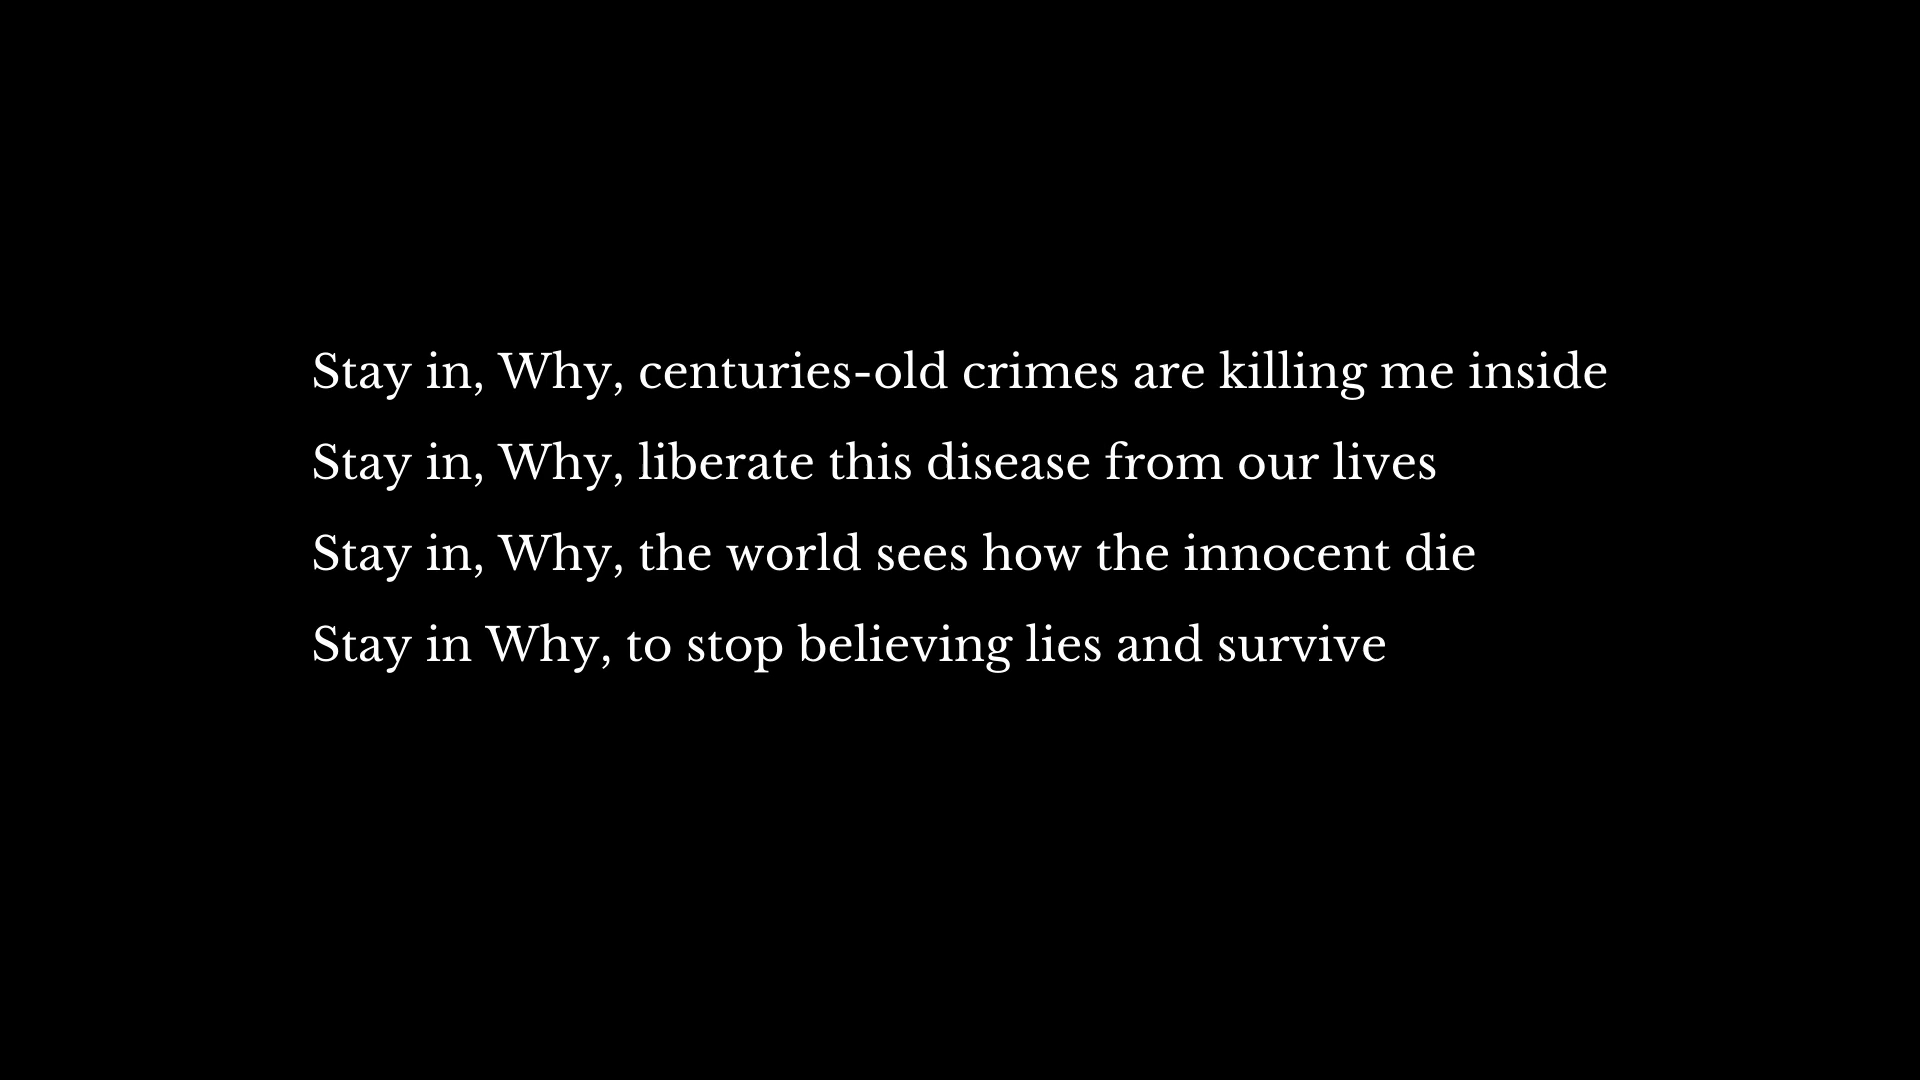 Stay in, Why, centuries-old crimes are killing me inside
Stay in, Why, liberate this disease from our lives
Stay in, Why, the world sees how the innocent die
Stay in Why, to stop believing lies and survive